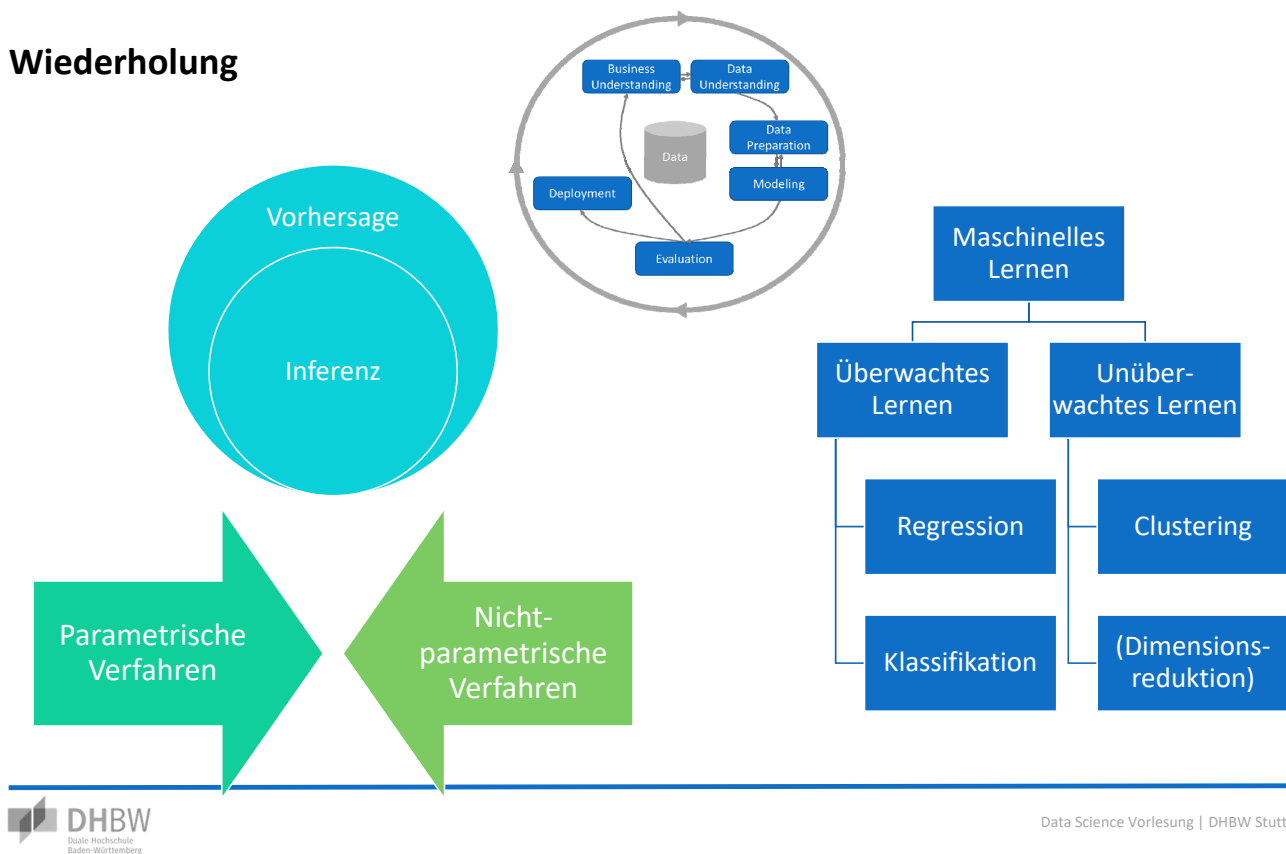 Wiederholung
Business
Understanding
Data
Understanding
Data
Preparation
Data
Modeling
Deployment
Evaluation
Vorhersage
Inferenz
Parametrische
Verfahren
Nicht-
parametrische
Verfahren
Maschinelles
Lernen
Überwachtes
Lernen
Unüber-
wachtes Lernen
Regression
Clustering
Klassifikation
(Dimensions-
reduktion)
DHBW
Duale Hochschule
Baden-Württemberg
Data Science Vorlesung | DHBW Stutt